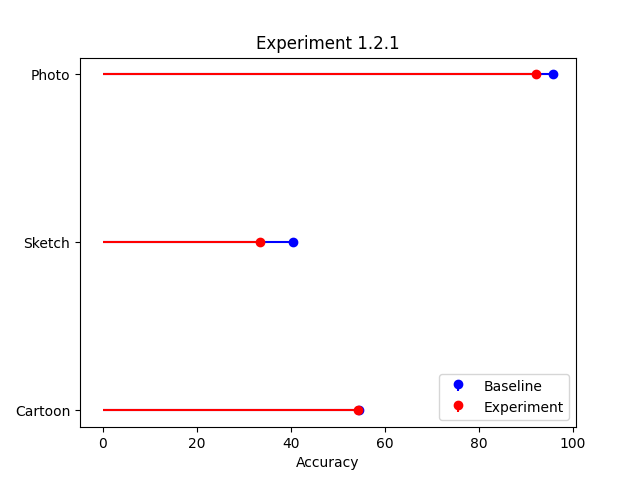 Experiment 1.2.1
Photo
Sketch
Cartoon
Baseline
Experiment
0 20 40 60 80 100
Accuracy